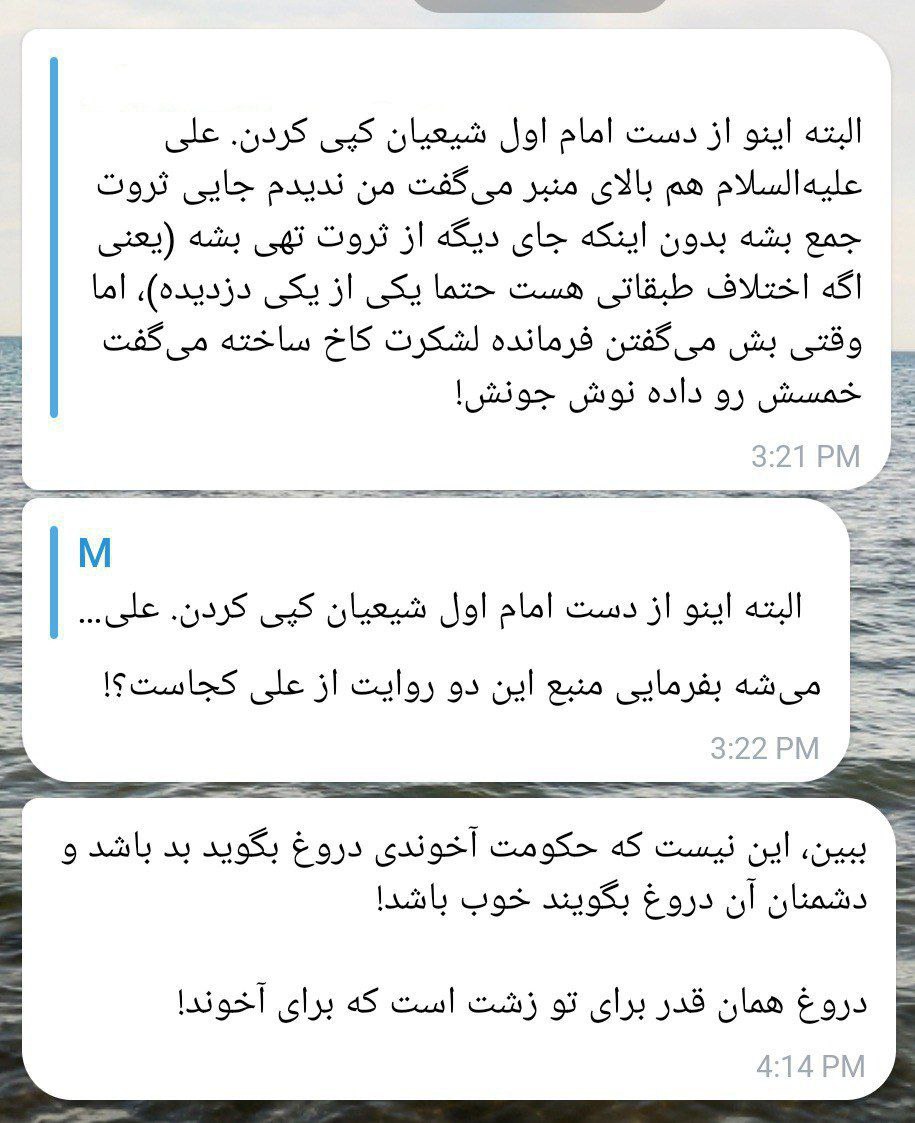 البته اینو از دست امام اول شیعیان کپی کردن. علی
علیه‌السلام هم بالای منبر می‌گفت من ندیدم جایی ثروت
جمع بشه بدون اینکه جای دیگه از ثروت تهی بشه (یعنی
اگه اختلاف طبقاتی هست حتما یکی از یکی دزدیده)، اما
وقتی بش می‌گفتن فرمانده لشکرت کاخ ساخته می‌گفت
خمسش رو داده نوش جونش!
3:21 PM
M
البته اینو از دست امام اول شیعیان کپی کردن. علی...
می‌شه بفرمایی منبع این دو روایت از علی کجاست؟!
3:22 PM
ببین، این نیست که حکومت آخوندی دروغ بگوید بد باشد و
دشمنان آن دروغ بگویند خوب باشد!
دروغ همان قدر برای تو زشت است که برای آخوند!
4:14 PM